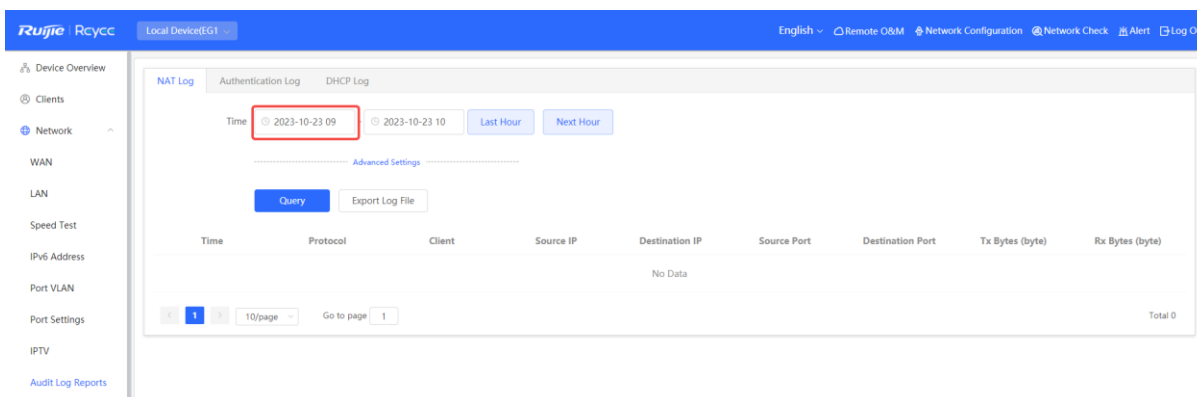 Ruijie | Rcycc
Local Device(EG1
English
Remote O&M
Network Configuration
Network Check
Alert
Log O
Device Overview
Clients
Network
WAN
LAN
Speed Test
IPv6 Address
Port VLAN
Port Settings
IPTV
Audit Log Reports
NAT Log
Authentication Log
DHCP Log
Time
2023-10-23 09
2023-10-23 10
Last Hour
Next Hour
Advanced Settings
Query
Export Log File
Time
Protocol
Client
Source IP
Destination IP
Source Port
Destination Port
Tx Bytes (byte)
Rx Bytes (byte)
No Data
1
10/page
Go to page
1
Total 0